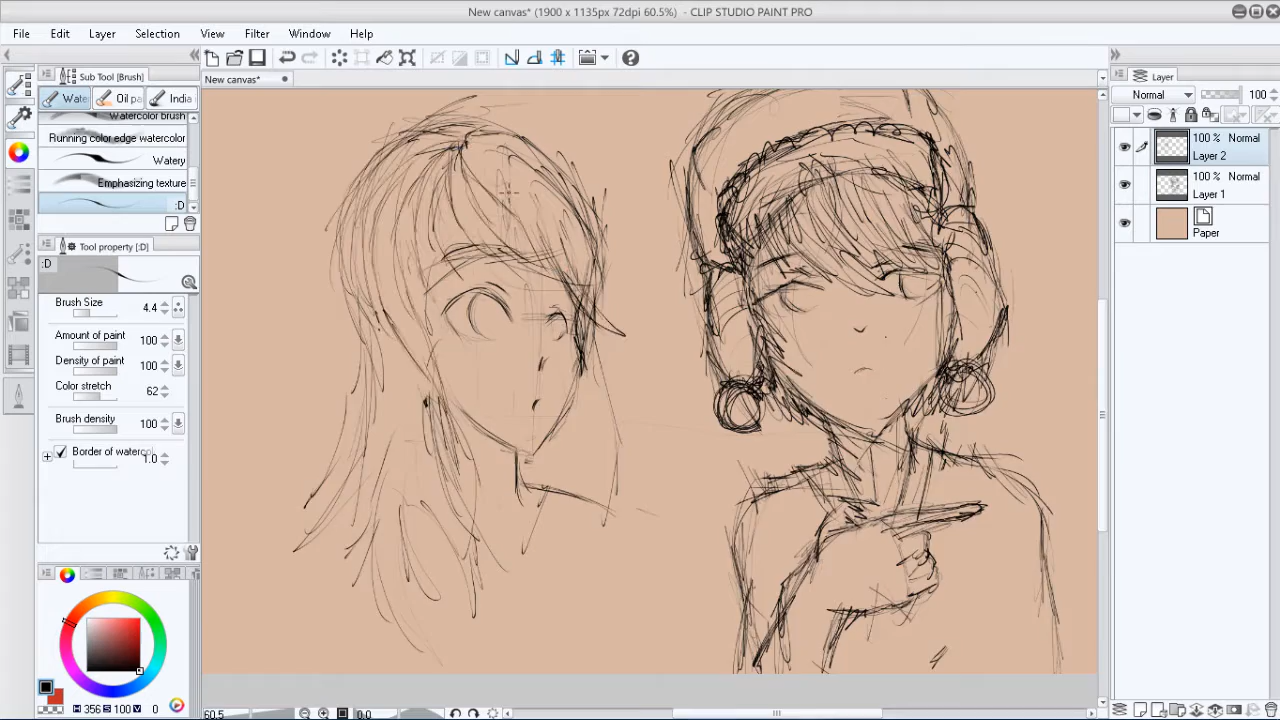 New canvas* (1900 x 1135px 72dpi 60.5%) - CLIP STUDIO PAINT PRO
File Edit Layer Selection View Filter Window Help
Sub Tool [Brush]
Layer
New canvas*
Wate Oil pa India
Normal 100
Watercolor brush
Running color edge watercolor
Watery
Emphasizing texture
:D
100 % Normal
Layer 2
100 % Normal
Layer 1
Paper
Tool property [:D]
:D
Brush Size 4.4
Amount of paint 100
Density of paint 100
Color stretch 62
Brush density 100
Border of waterco 1.0
H 356 S 100 V 0
60.5 0.0